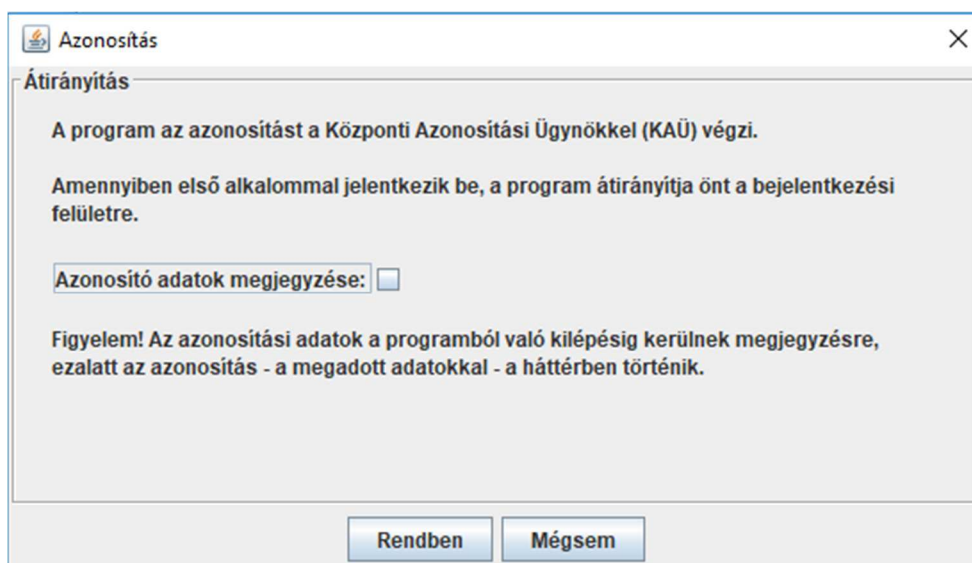 Azonosítás
Átirányítás
A program az azonosítást a Központi Azonosítási Ügynökkel (KAÜ) végzi.
Amennyiben első alkalommal jelentkezik be, a program átirányítja önt a bejelentkezési
felületre.
Azonosító adatok megjegyzése:
Figyelem! Az azonosítási adatok a programból való kilépésig kerülnek megjegyzésre,
ezalatt az azonosítás - a megadott adatokkal - a háttérben történik.
Rendben Mégsem